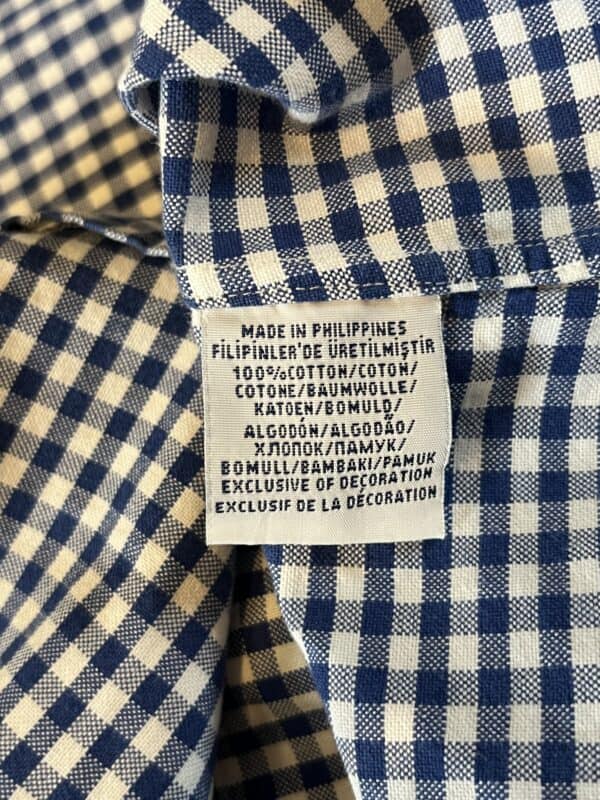 MADE IN PHILIPPINES
FİLİPİNLER'DE ÜRETİLMİŞTİR
100%COTTON/COTON/
COTONE/BAUMWOLLE/
KATOEN/BOMULD/
ALGODÓN/ALGODÃO/
ХЛОПОК/ПАМУК/
BOMULL/BAMBAKI/PAMUK
EXCLUSIVE OF DECORATION
EXCLUSIF DE LA DÉCORATION